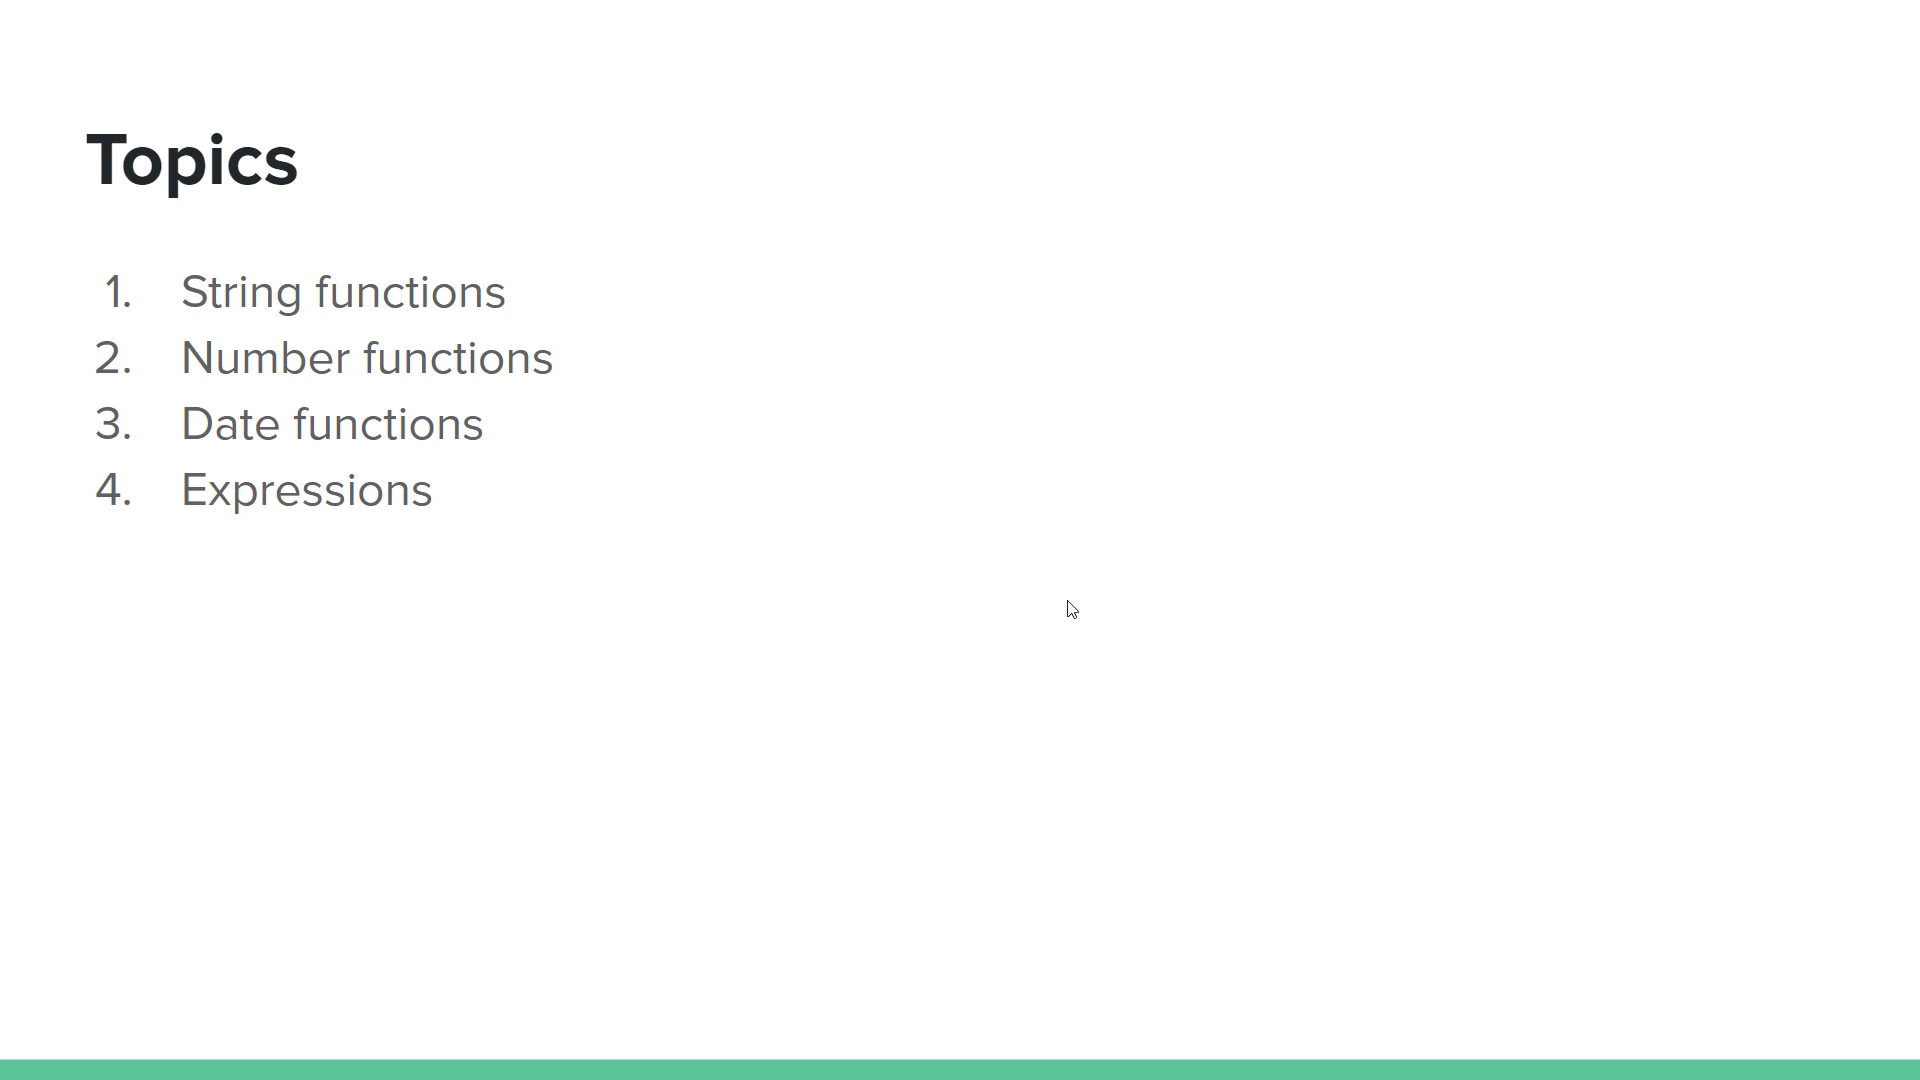 Topics
1. String functions
2. Number functions
3. Date functions
4. Expressions